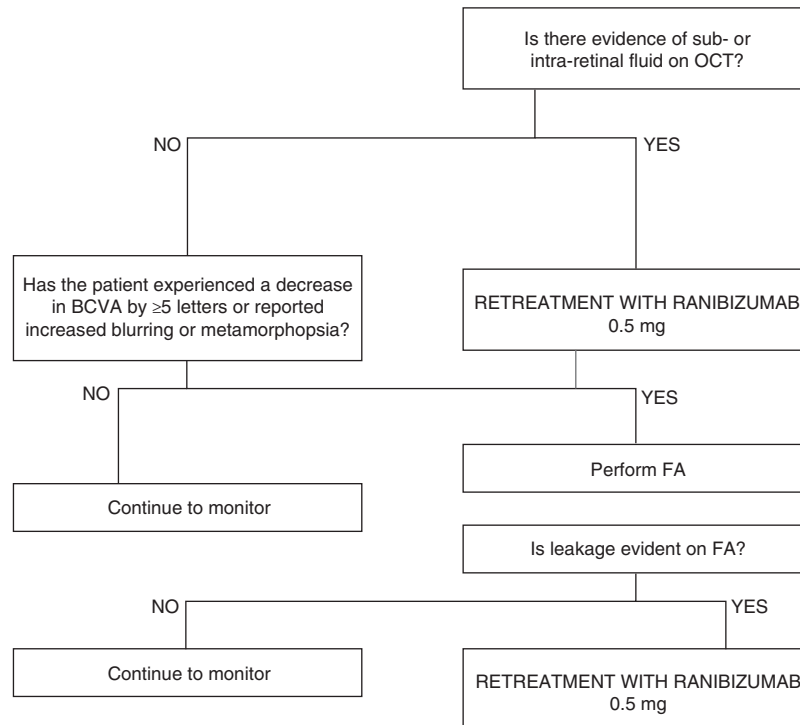 Is there evidence of sub- or
intra-retinal fluid on OCT?
NO
YES
Has the patient experienced a decrease
in BCVA by ≥5 letters or reported
increased blurring or metamorphopsia?
RETREATMENT WITH RANIBIZUMAB
0.5 mg
NO
YES
Perform FA
Continue to monitor
Is leakage evident on FA?
NO
YES
Continue to monitor
RETREATMENT WITH RANIBIZUMAB
0.5 mg